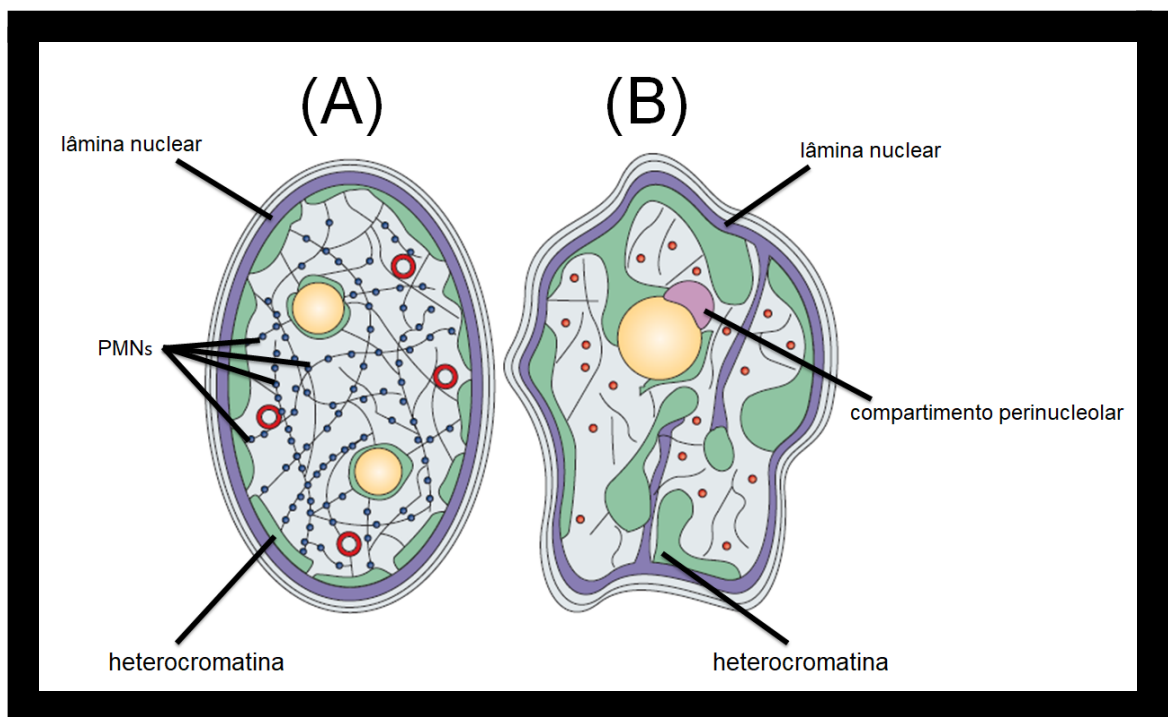 (A)
(B)
lâmina nuclear
lâmina nuclear
PMNs
compartimento perinucleolar
heterocromatina
heterocromatina